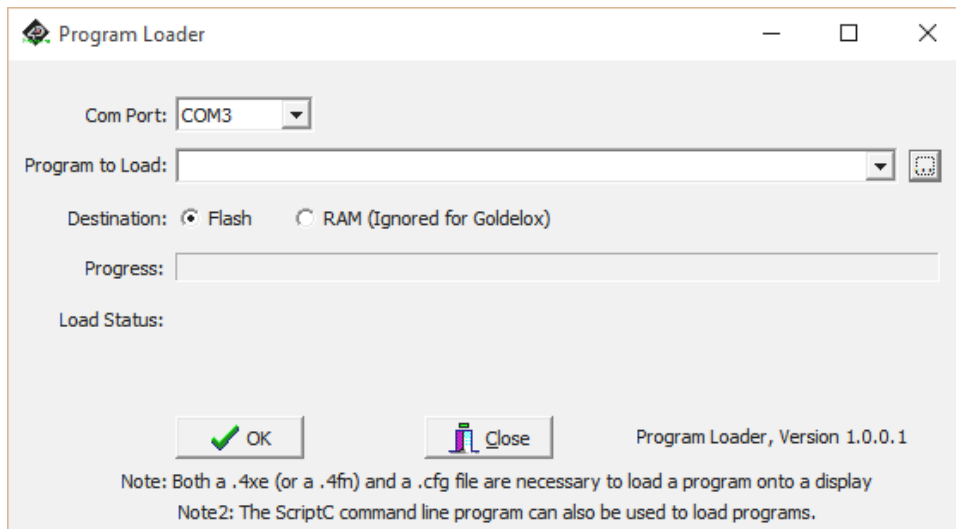 Program Loader
Com Port: COM3
Program to Load: ...
Destination: Flash RAM (Ignored for Goldelox)
Progress:
Load Status:
OK Close Program Loader, Version 1.0.0.1
Note: Both a .4xe (or a .4fn) and a .cfg file are necessary to load a program onto a display
Note2: The ScriptC command line program can also be used to load programs.